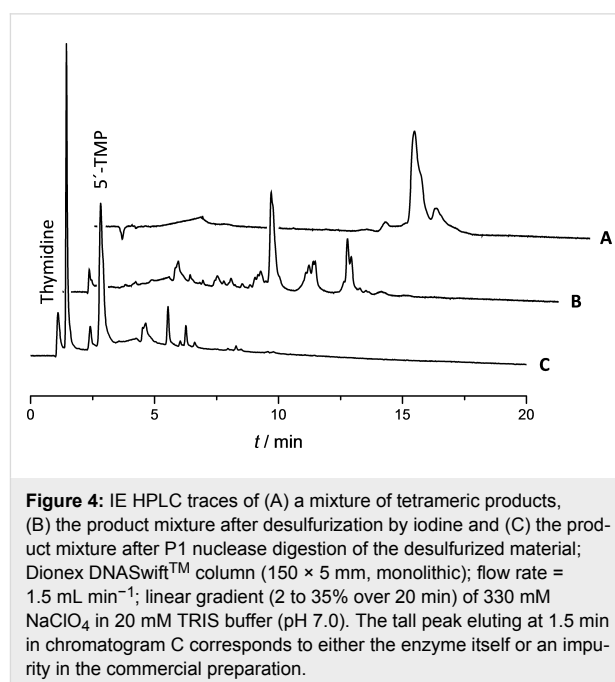 Thymidine
5´-TMP
A
B
C
0
5
10
15
20
t / min
Figure 4: IE HPLC traces of (A) a mixture of tetrameric products,
(B) the product mixture after desulfurization by iodine and (C) the prod-
uct mixture after P1 nuclease digestion of the desulfurized material;
Dionex DNASwift™ column (150 × 5 mm, monolithic); flow rate =
1.5 mL min⁻¹; linear gradient (2 to 35% over 20 min) of 330 mM
NaClO₄ in 20 mM TRIS buffer (pH 7.0). The tall peak eluting at 1.5 min
in chromatogram C corresponds to either the enzyme itself or an impu-
rity in the commercial preparation.